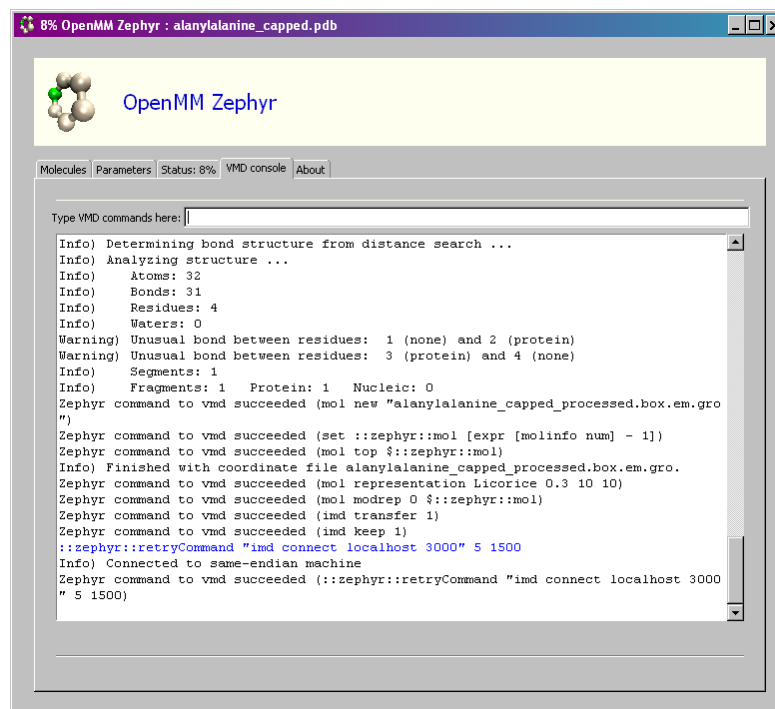 8% OpenMM Zephyr : alanylalanine_capped.pdb
OpenMM Zephyr
Molecules Parameters Status: 8% VMD console About
Type VMD commands here:
Info) Determining bond structure from distance search ...
Info) Analyzing structure ...
Info)    Atoms: 32
Info)    Bonds: 31
Info)    Residues: 4
Info)    Waters: 0
Warning) Unusual bond between residues:  1 (none) and 2 (protein)
Warning) Unusual bond between residues:  3 (protein) and 4 (none)
Info)    Segments: 1
Info)    Fragments: 1   Protein: 1   Nucleic: 0
Zephyr command to vmd succeeded (mol new "alanylalanine_capped_processed.box.em.gro
")
Zephyr command to vmd succeeded (set ::zephyr::mol [expr [molinfo num] - 1])
Zephyr command to vmd succeeded (mol top $::zephyr::mol)
Info) Finished with coordinate file alanylalanine_capped_processed.box.em.gro.
Zephyr command to vmd succeeded (mol representation Licorice 0.3 10 10)
Zephyr command to vmd succeeded (mol modrep 0 $::zephyr::mol)
Zephyr command to vmd succeeded (imd transfer 1)
Zephyr command to vmd succeeded (imd keep 1)
::zephyr::retryCommand "imd connect localhost 3000" 5 1500
Info) Connected to same-endian machine
Zephyr command to vmd succeeded (::zephyr::retryCommand "imd connect localhost 3000
" 5 1500)